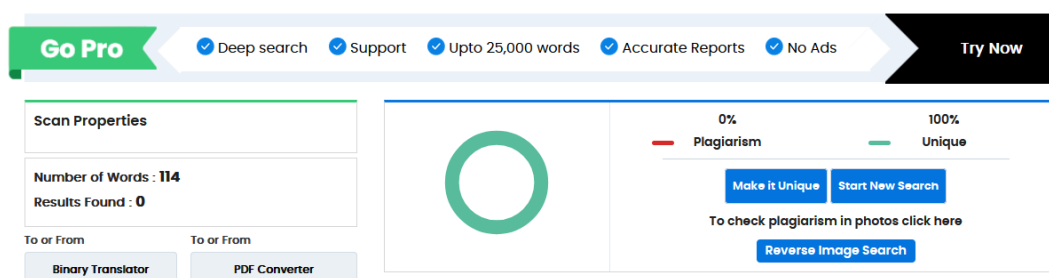 Go Pro
Deep search Support Upto 25,000 words Accurate Reports No Ads
Try Now
Scan Properties
Number of Words : 114
Results Found : 0
To or From To or From
Binary Translator PDF Converter
0% 100%
Plagiarism Unique
Make it Unique Start New Search
To check plagiarism in photos click here
Reverse Image Search